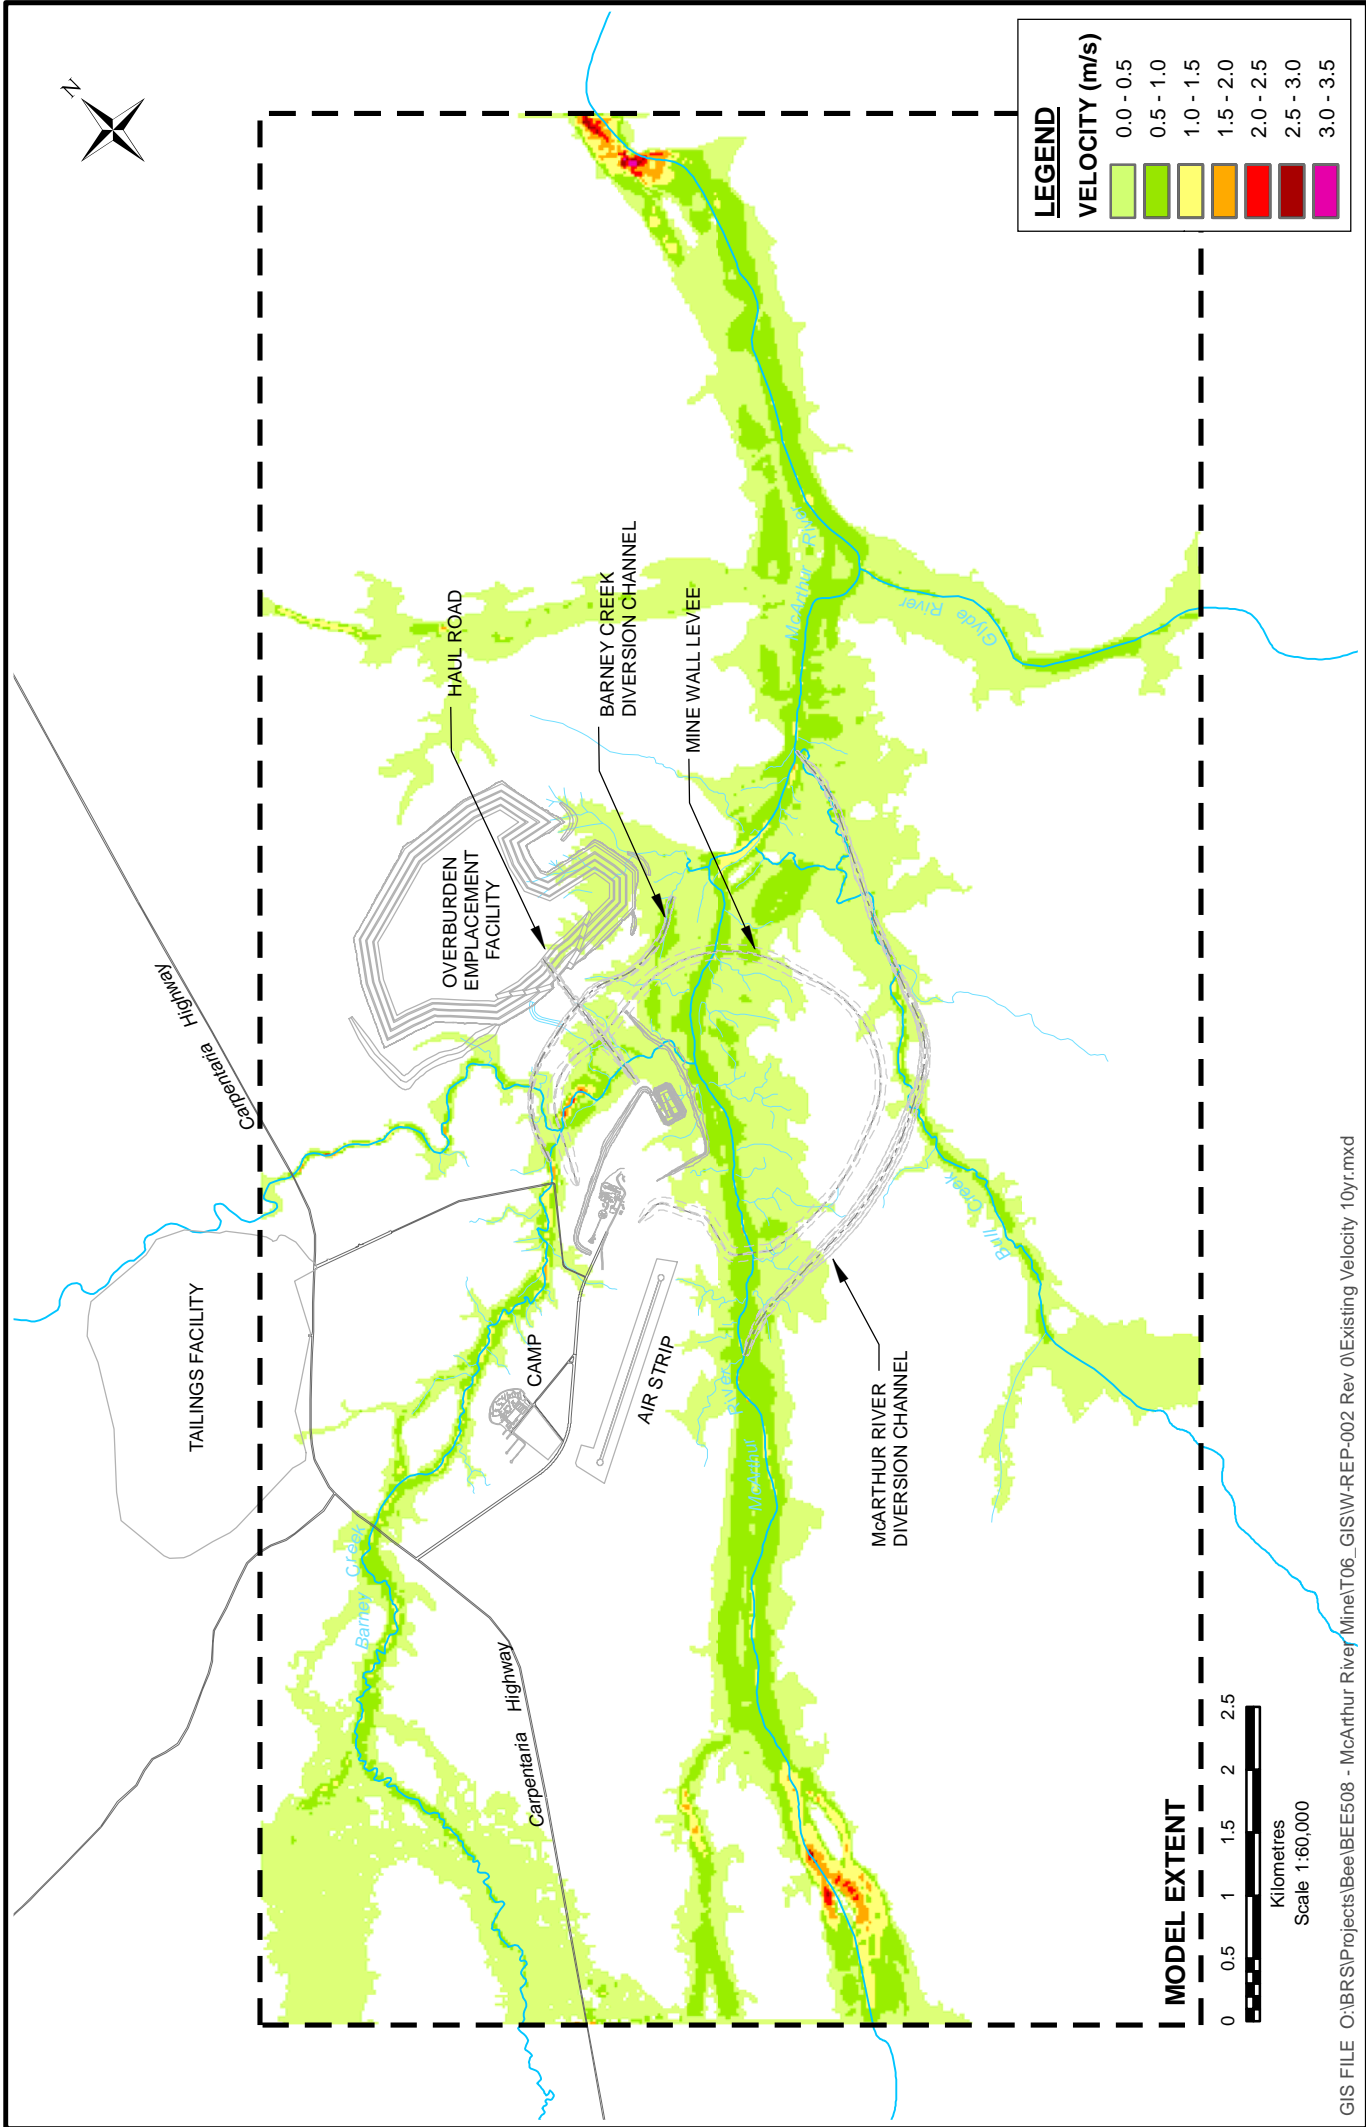 N
LEGEND
VELOCITY (m/s)
0.0 - 0.5
0.5 - 1.0
1.0 - 1.5
1.5 - 2.0
2.0 - 2.5
2.5 - 3.0
3.0 - 3.5
Carpentaria Highway
TAILINGS FACILITY
HAUL ROAD
OVERBURDEN
EMPLACEMENT
FACILITY
BARNEY CREEK
DIVERSION CHANNEL
MINE WALL LEVEE
McArthur River
Glyde River
CAMP
AIR STRIP
Barney Creek
Carpentaria Highway
McArthur River
McARTHUR RIVER
DIVERSION CHANNEL
Bull Creek
MODEL EXTENT
0 0.5 1 1.5 2 2.5
Kilometres
Scale 1:60,000
GIS FILE O:\BRS\Projects\Bee\BEE508 - McArthur River Mine\T06_GIS\W-REP-002 Rev 0\Existing Velocity 10yr.mxd